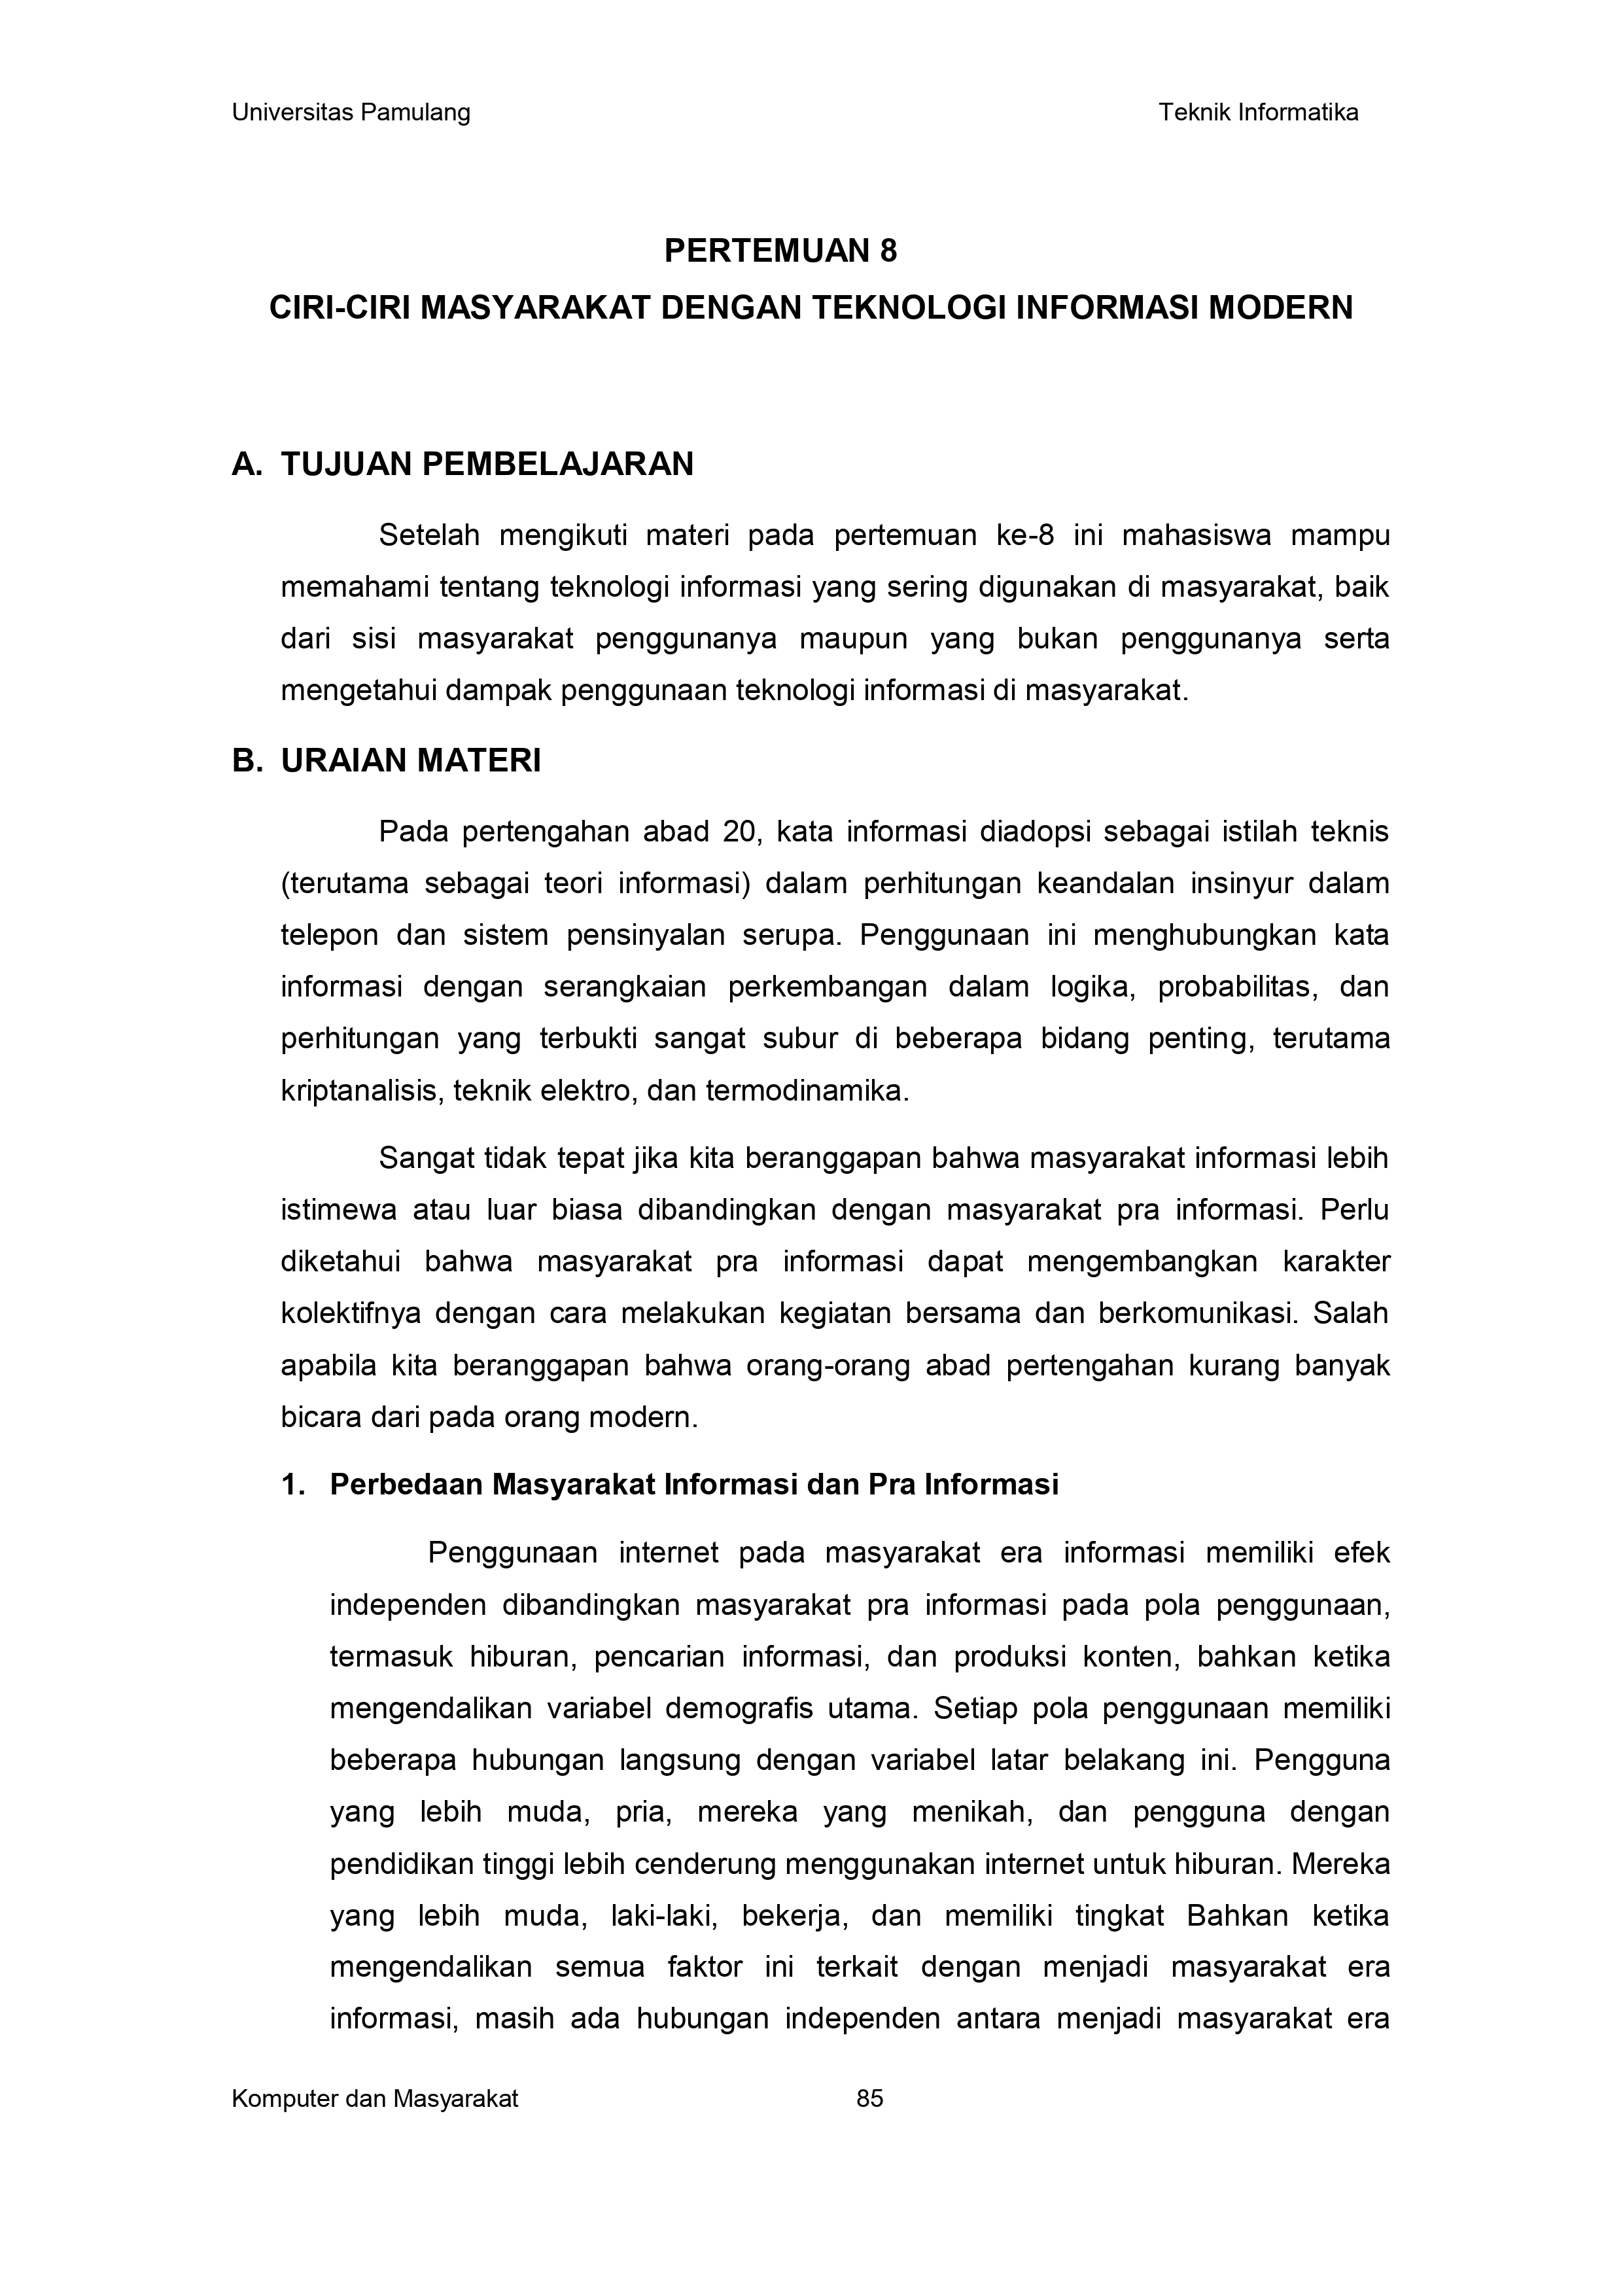 Universitas Pamulang Teknik Informatika
PERTEMUAN 8
CIRI-CIRI MASYARAKAT DENGAN TEKNOLOGI INFORMASI MODERN
A. TUJUAN PEMBELAJARAN
Setelah mengikuti materi pada pertemuan ke-8 ini mahasiswa mampu
memahami tentang teknologi informasi yang sering digunakan di masyarakat, baik
dari sisi masyarakat penggunanya maupun yang bukan penggunanya serta
mengetahui dampak penggunaan teknologi informasi di masyarakat.
B. URAIAN MATERI
Pada pertengahan abad 20, kata informasi diadopsi sebagai istilah teknis
(terutama sebagai teori informasi) dalam perhitungan keandalan insinyur dalam
telepon dan sistem pensinyalan serupa. Penggunaan ini menghubungkan kata
informasi dengan serangkaian perkembangan dalam logika, probabilitas, dan
perhitungan yang terbukti sangat subur di beberapa bidang penting, terutama
kriptanalisis, teknik elektro, dan termodinamika.
Sangat tidak tepat jika kita beranggapan bahwa masyarakat informasi lebih
istimewa atau luar biasa dibandingkan dengan masyarakat pra informasi. Perlu
diketahui bahwa masyarakat pra informasi dapat mengembangkan karakter
kolektifnya dengan cara melakukan kegiatan bersama dan berkomunikasi. Salah
apabila kita beranggapan bahwa orang-orang abad pertengahan kurang banyak
bicara dari pada orang modern.
1. Perbedaan Masyarakat Informasi dan Pra Informasi
Penggunaan internet pada masyarakat era informasi memiliki efek
independen dibandingkan masyarakat pra informasi pada pola penggunaan,
termasuk hiburan, pencarian informasi, dan produksi konten, bahkan ketika
mengendalikan variabel demografis utama. Setiap pola penggunaan memiliki
beberapa hubungan langsung dengan variabel latar belakang ini. Pengguna
yang lebih muda, pria, mereka yang menikah, dan pengguna dengan
pendidikan tinggi lebih cenderung menggunakan internet untuk hiburan. Mereka
yang lebih muda, laki-laki, bekerja, dan memiliki tingkat Bahkan ketika
mengendalikan semua faktor ini terkait dengan menjadi masyarakat era
informasi, masih ada hubungan independen antara menjadi masyarakat era
Komputer dan Masyarakat 85